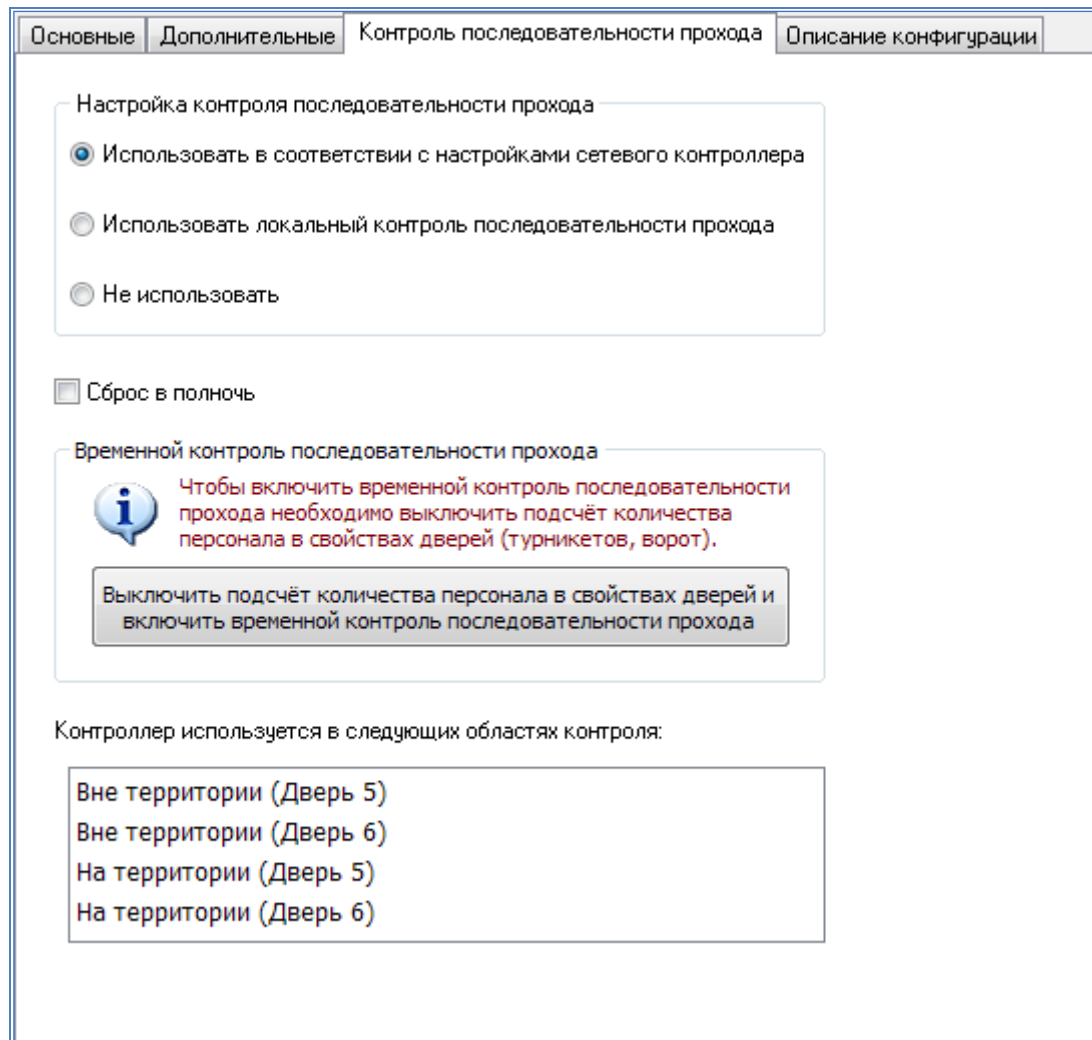 Основные
Дополнительные
Контроль последовательности прохода
Описание конфигурации
Настройка контроля последовательности прохода
Использовать в соответствии с настройками сетевого контроллера
Использовать локальный контроль последовательности прохода
Не использовать
Сброс в полночь
Временной контроль последовательности прохода
Чтобы включить временной контроль последовательности
прохода необходимо выключить подсчёт количества
персонала в свойствах дверей (турникетов, ворот).
Выключить подсчёт количества персонала в свойствах дверей и
включить временной контроль последовательности прохода
Контроллер используется в следующих областях контроля:
Вне территории (Дверь 5)
Вне территории (Дверь 6)
На территории (Дверь 5)
На территории (Дверь 6)